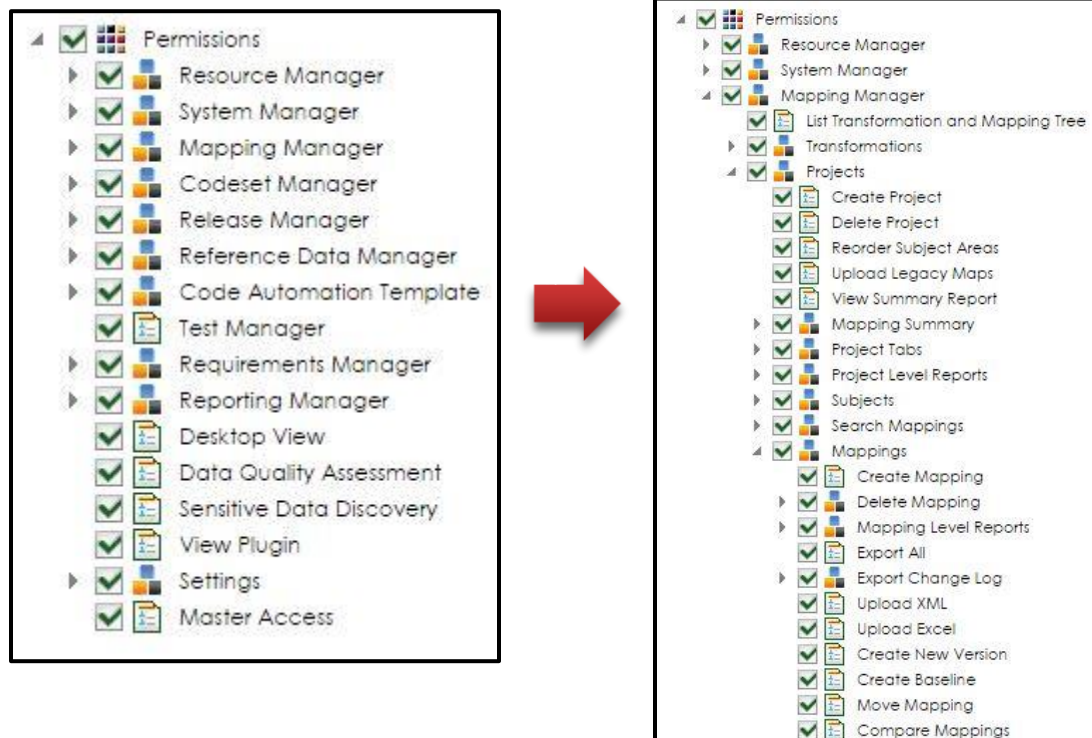 Permissions
Resource Manager
System Manager
Mapping Manager
Codeset Manager
Release Manager
Reference Data Manager
Code Automation Template
Test Manager
Requirements Manager
Reporting Manager
Desktop View
Data Quality Assessment
Sensitive Data Discovery
View Plugin
Settings
Master Access
Permissions
Resource Manager
System Manager
Mapping Manager
List Transformation and Mapping Tree
Transformations
Projects
Create Project
Delete Project
Reorder Subject Areas
Upload Legacy Maps
View Summary Report
Mapping Summary
Project Tabs
Project Level Reports
Subjects
Search Mappings
Mappings
Create Mapping
Delete Mapping
Mapping Level Reports
Export All
Export Change Log
Upload XML
Upload Excel
Create New Version
Create Baseline
Move Mapping
Compare Mappings